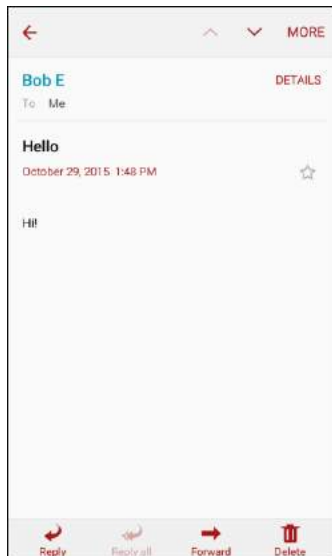 MORE
Bob E DETAILS
To Me
Hello
October 29, 2015 1:48 PM
Hi!
Reply Reply all Forward Delete